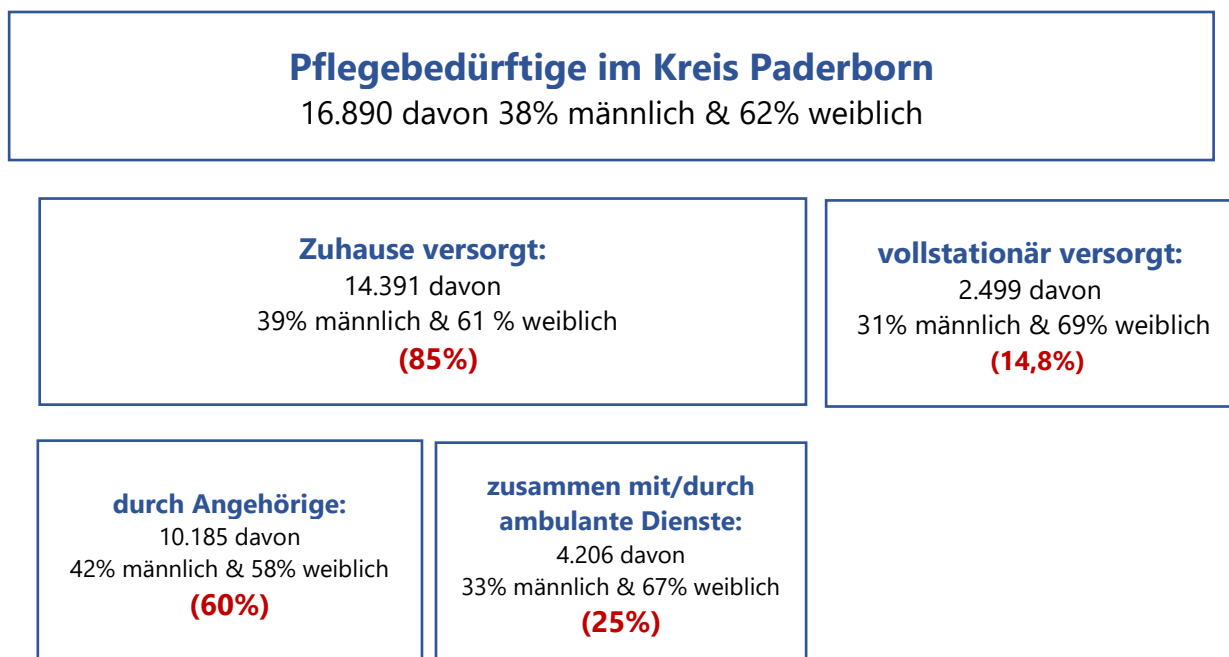 Pflegebedürftige im Kreis Paderborn
16.890 davon 38% männlich & 62% weiblich
Zuhause versorgt:
14.391 davon
39% männlich & 61 % weiblich
(85%)
vollstationär versorgt:
2.499 davon
31% männlich & 69% weiblich
(14,8%)
durch Angehörige:
10.185 davon
42% männlich & 58% weiblich
(60%)
zusammen mit/durch
ambulante Dienste:
4.206 davon
33% männlich & 67% weiblich
(25%)